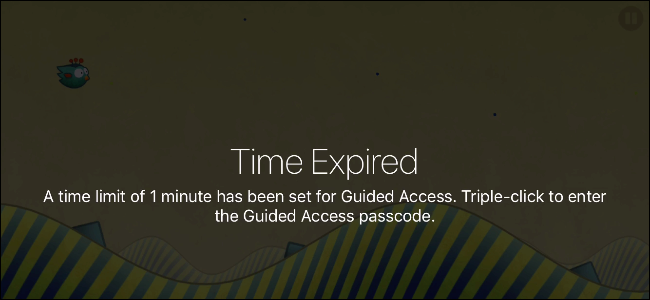 Time Expired
A time limit of 1 minute has been set for Guided Access. Triple-click to enter
the Guided Access passcode.